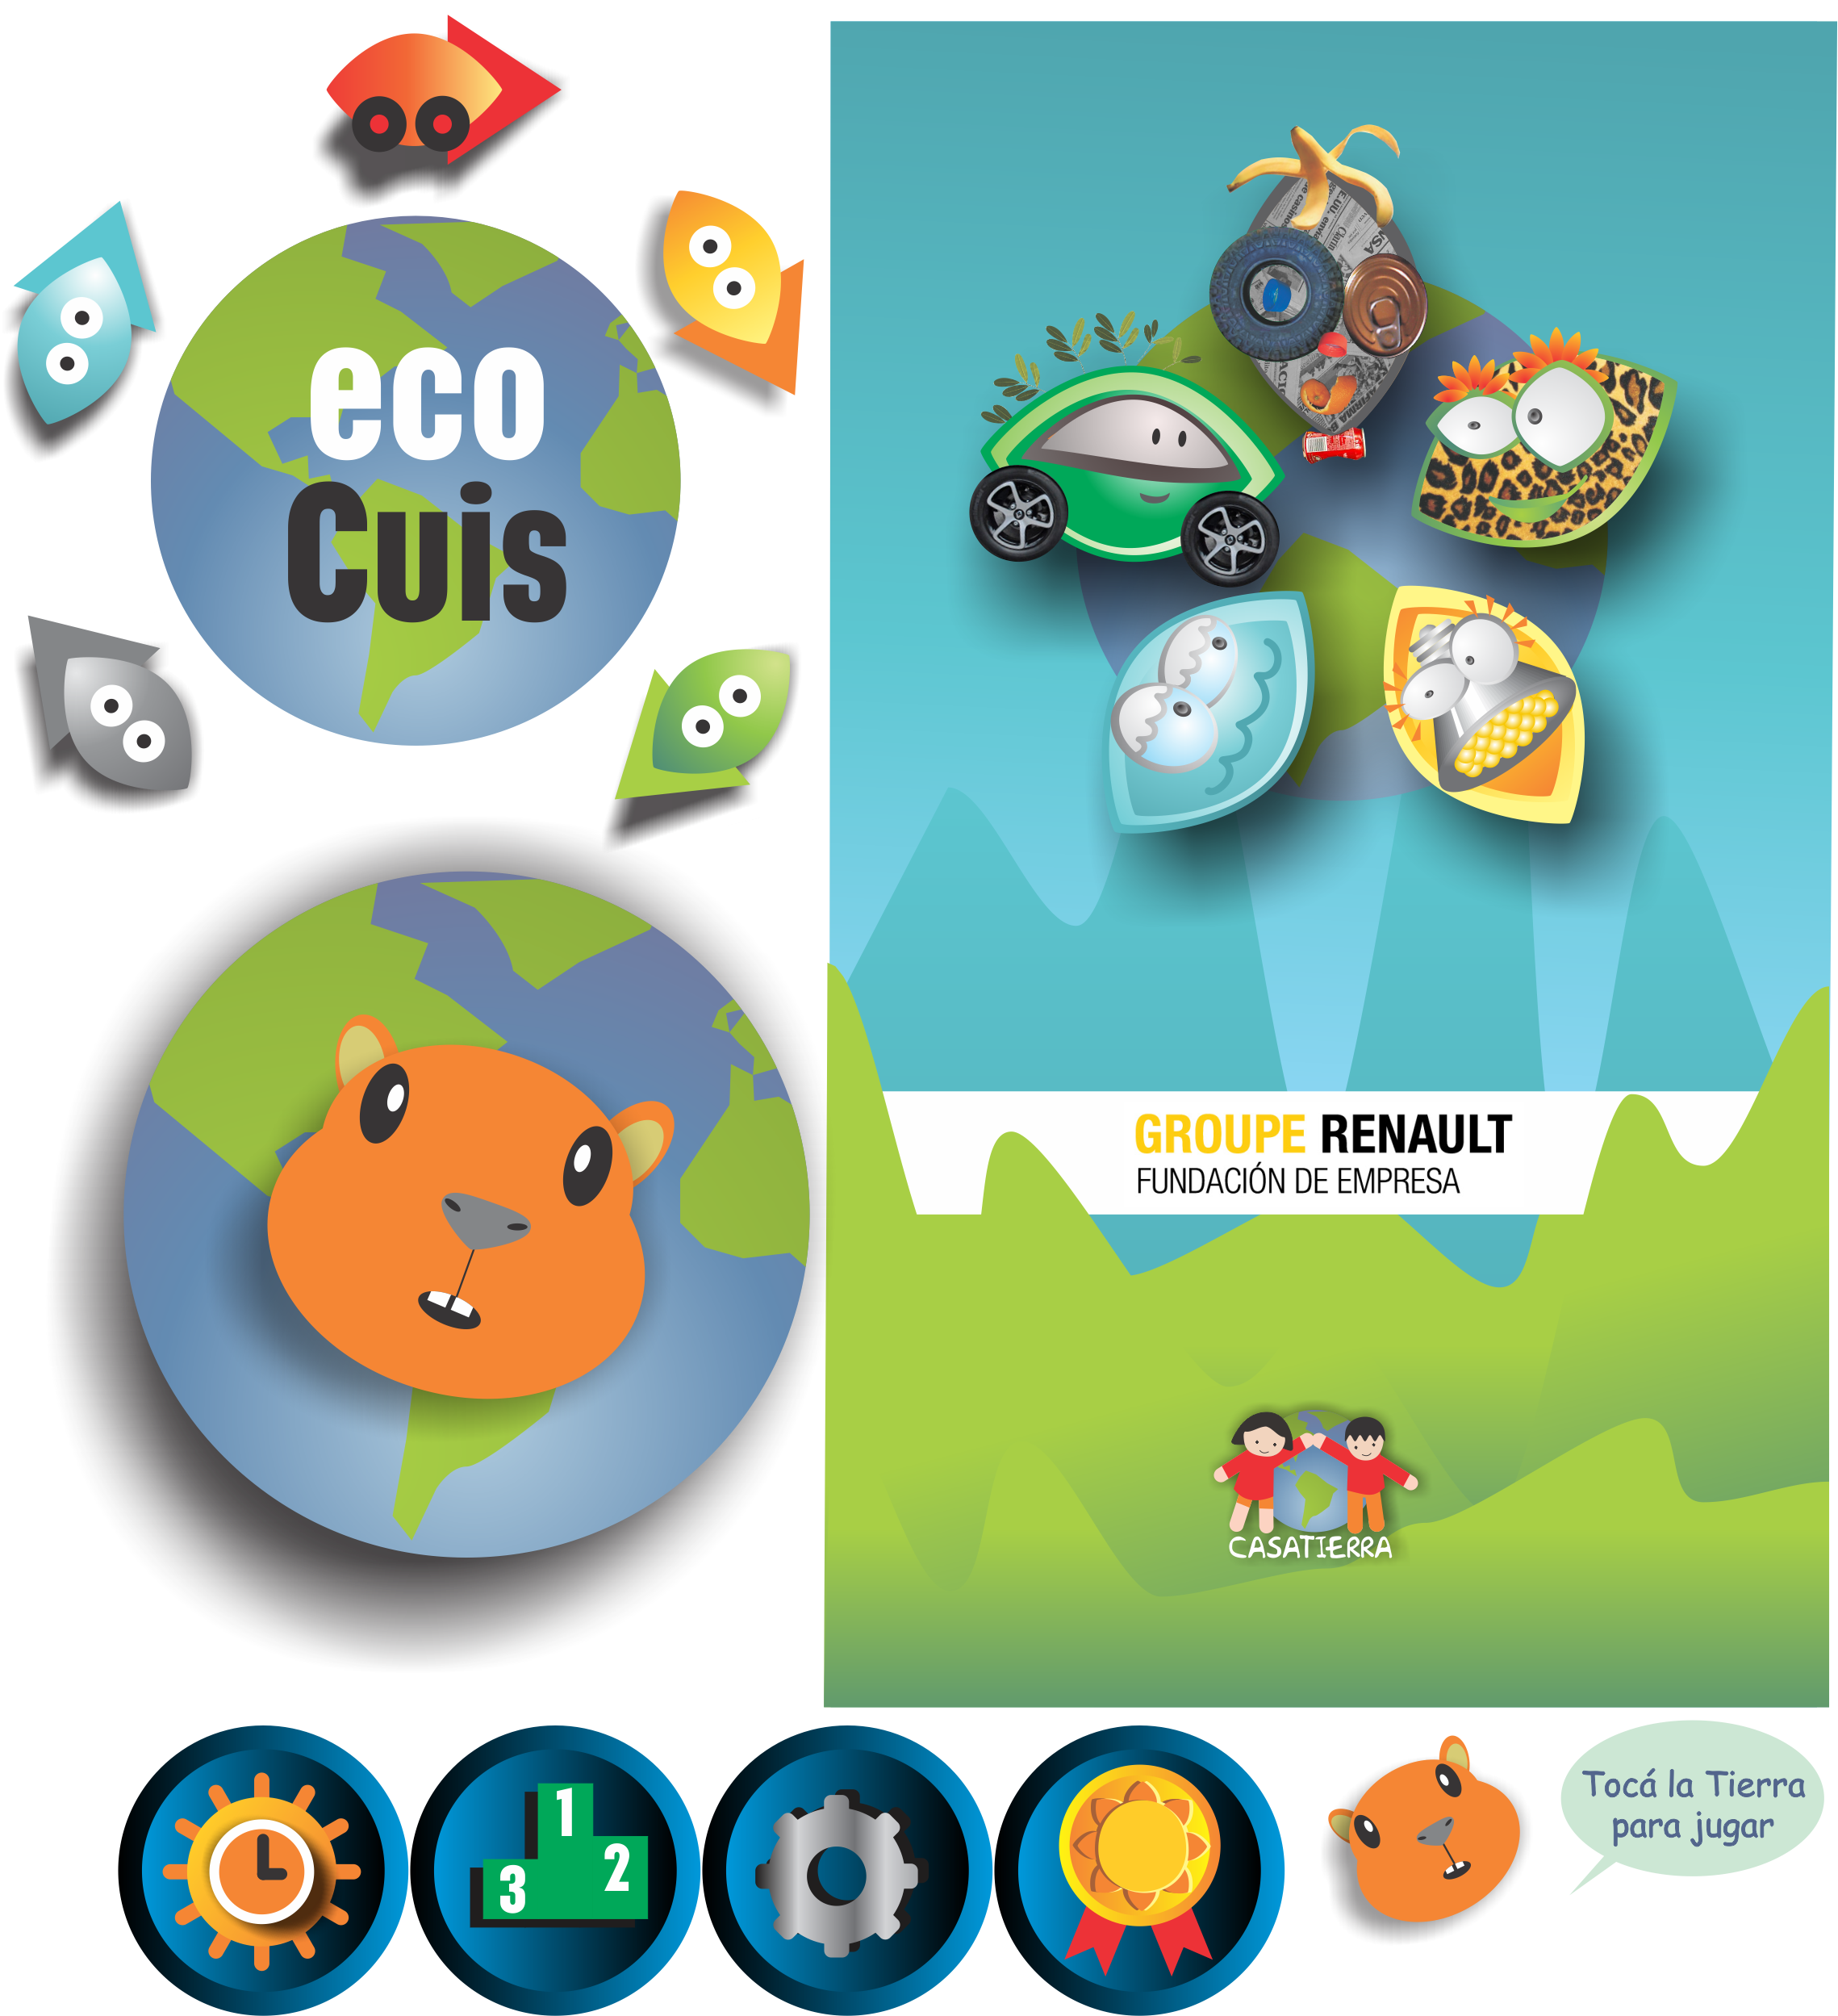 eco
Cuis
GROUPE RENAULT
FUNDACIÓN DE EMPRESA
CASATIERRA
1
2
3
Tocá la Tierra
para jugar